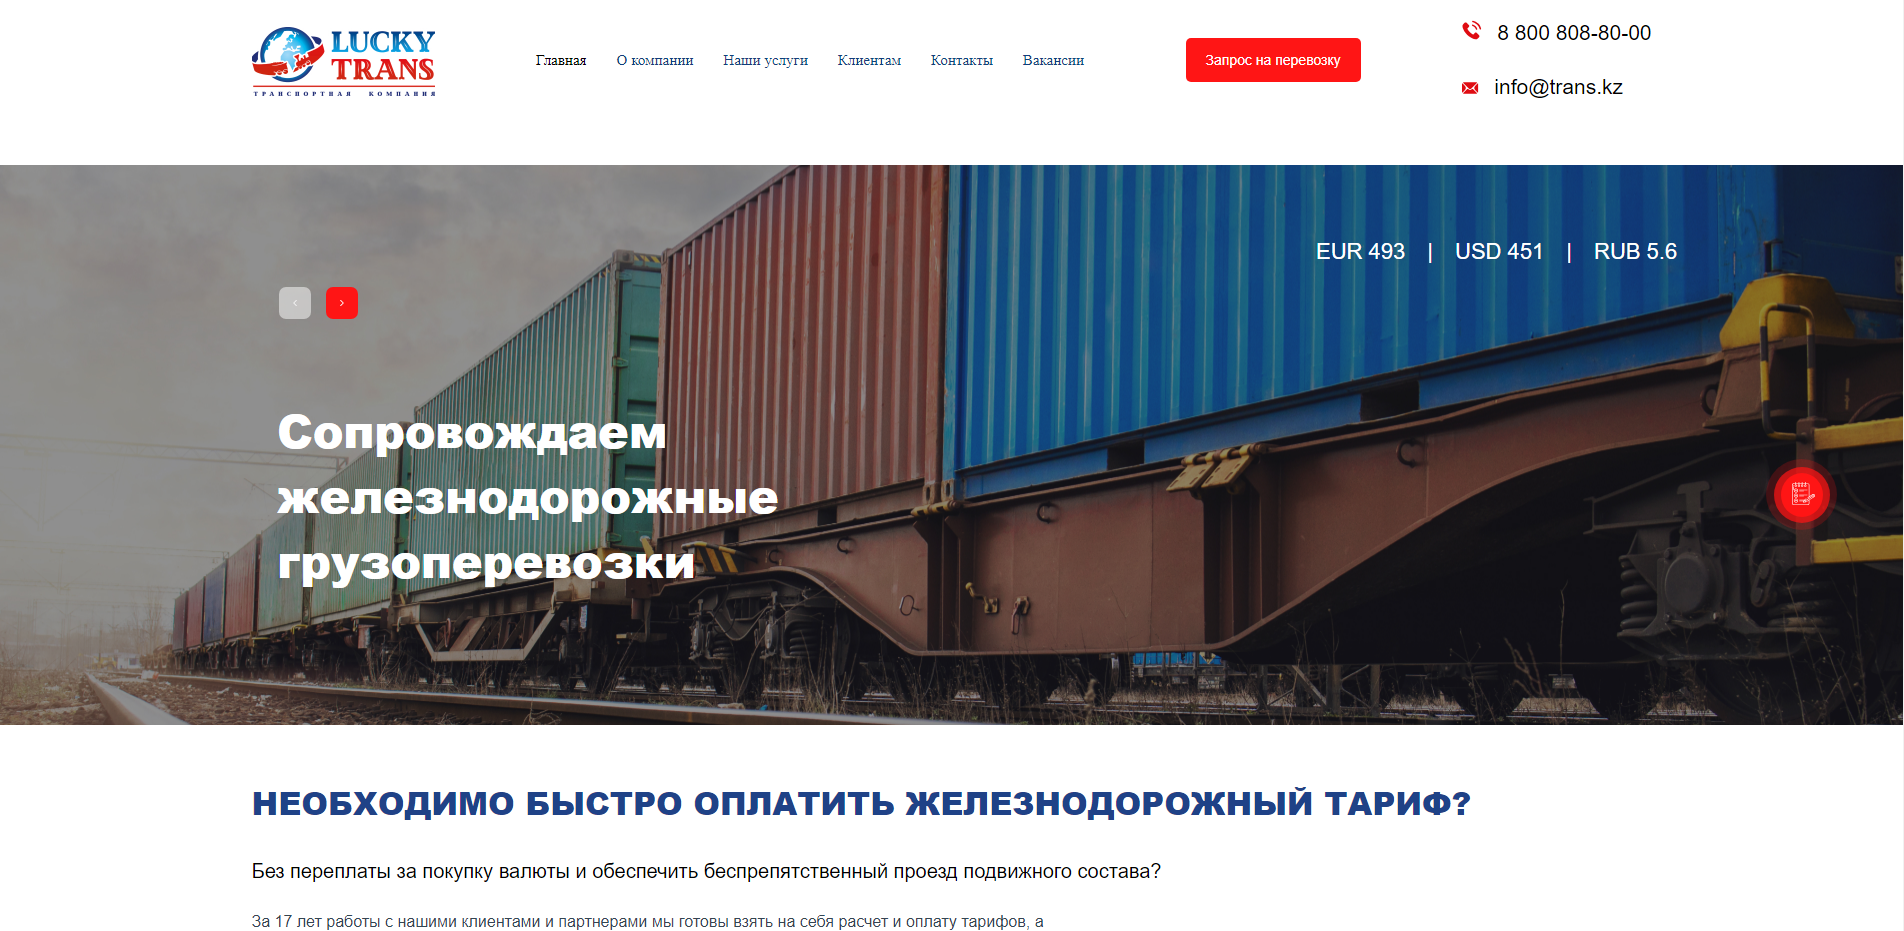 LUCKY
TRANS
ТРАНСПОРТНАЯ КОМПАНИЯ
Главная
О компании
Наши услуги
Клиентам
Контакты
Вакансии
Запрос на перевозку
8 800 808-80-00
info@trans.kz
EUR 493 | USD 451 | RUB 5.6
Сопровождаем
железнодорожные
грузоперевозки
НЕОБХОДИМО БЫСТРО ОПЛАТИТЬ ЖЕЛЕЗНОДОРОЖНЫЙ ТАРИФ?
Без переплаты за покупку валюты и обеспечить беспрепятственный проезд подвижного состава?
За 17 лет работы с нашими клиентами и партнерами мы готовы взять на себя расчет и оплату тарифов, а